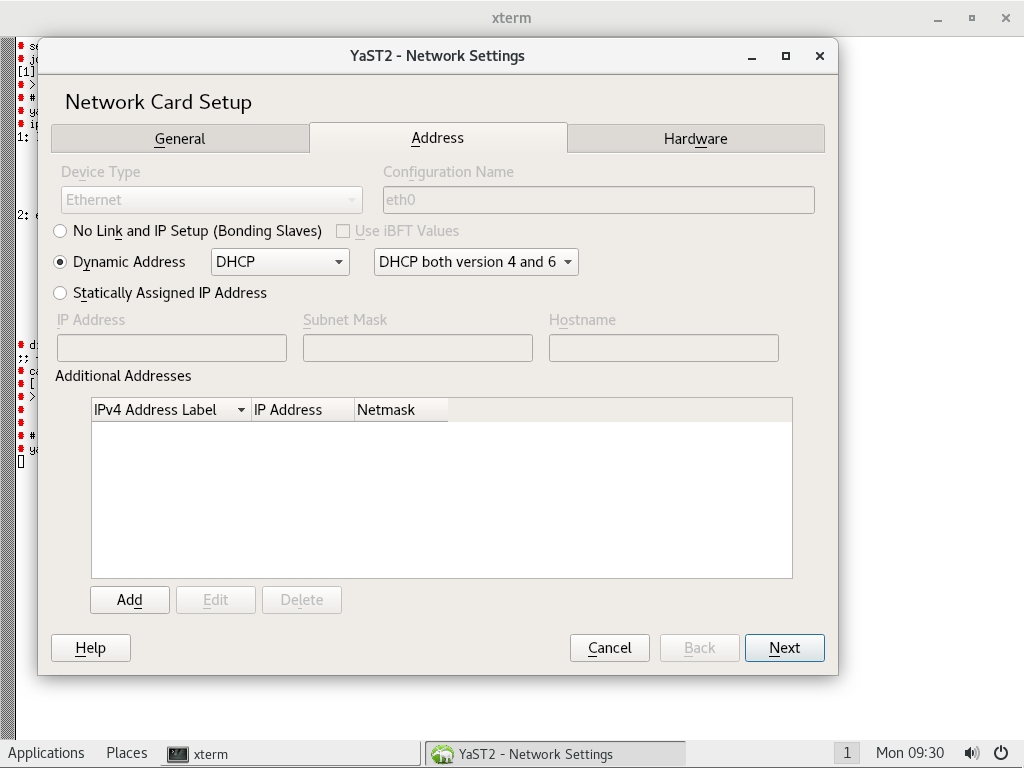 xterm
YaST2 - Network Settings
[1]
# >
# #
1:
2:
;;
# [
# >
# #
Network Card Setup
General Address Hardware
Device Type Configuration Name
Ethernet eth0
No Link and IP Setup (Bonding Slaves) Use iBFT Values
Dynamic Address DHCP DHCP both version 4 and 6
Statically Assigned IP Address
IP Address Subnet Mask Hostname
Additional Addresses
IPv4 Address Label IP Address Netmask
Add Edit Delete
Help Cancel Back Next
Applications Places xterm YaST2 - Network Settings 1 Mon 09:30